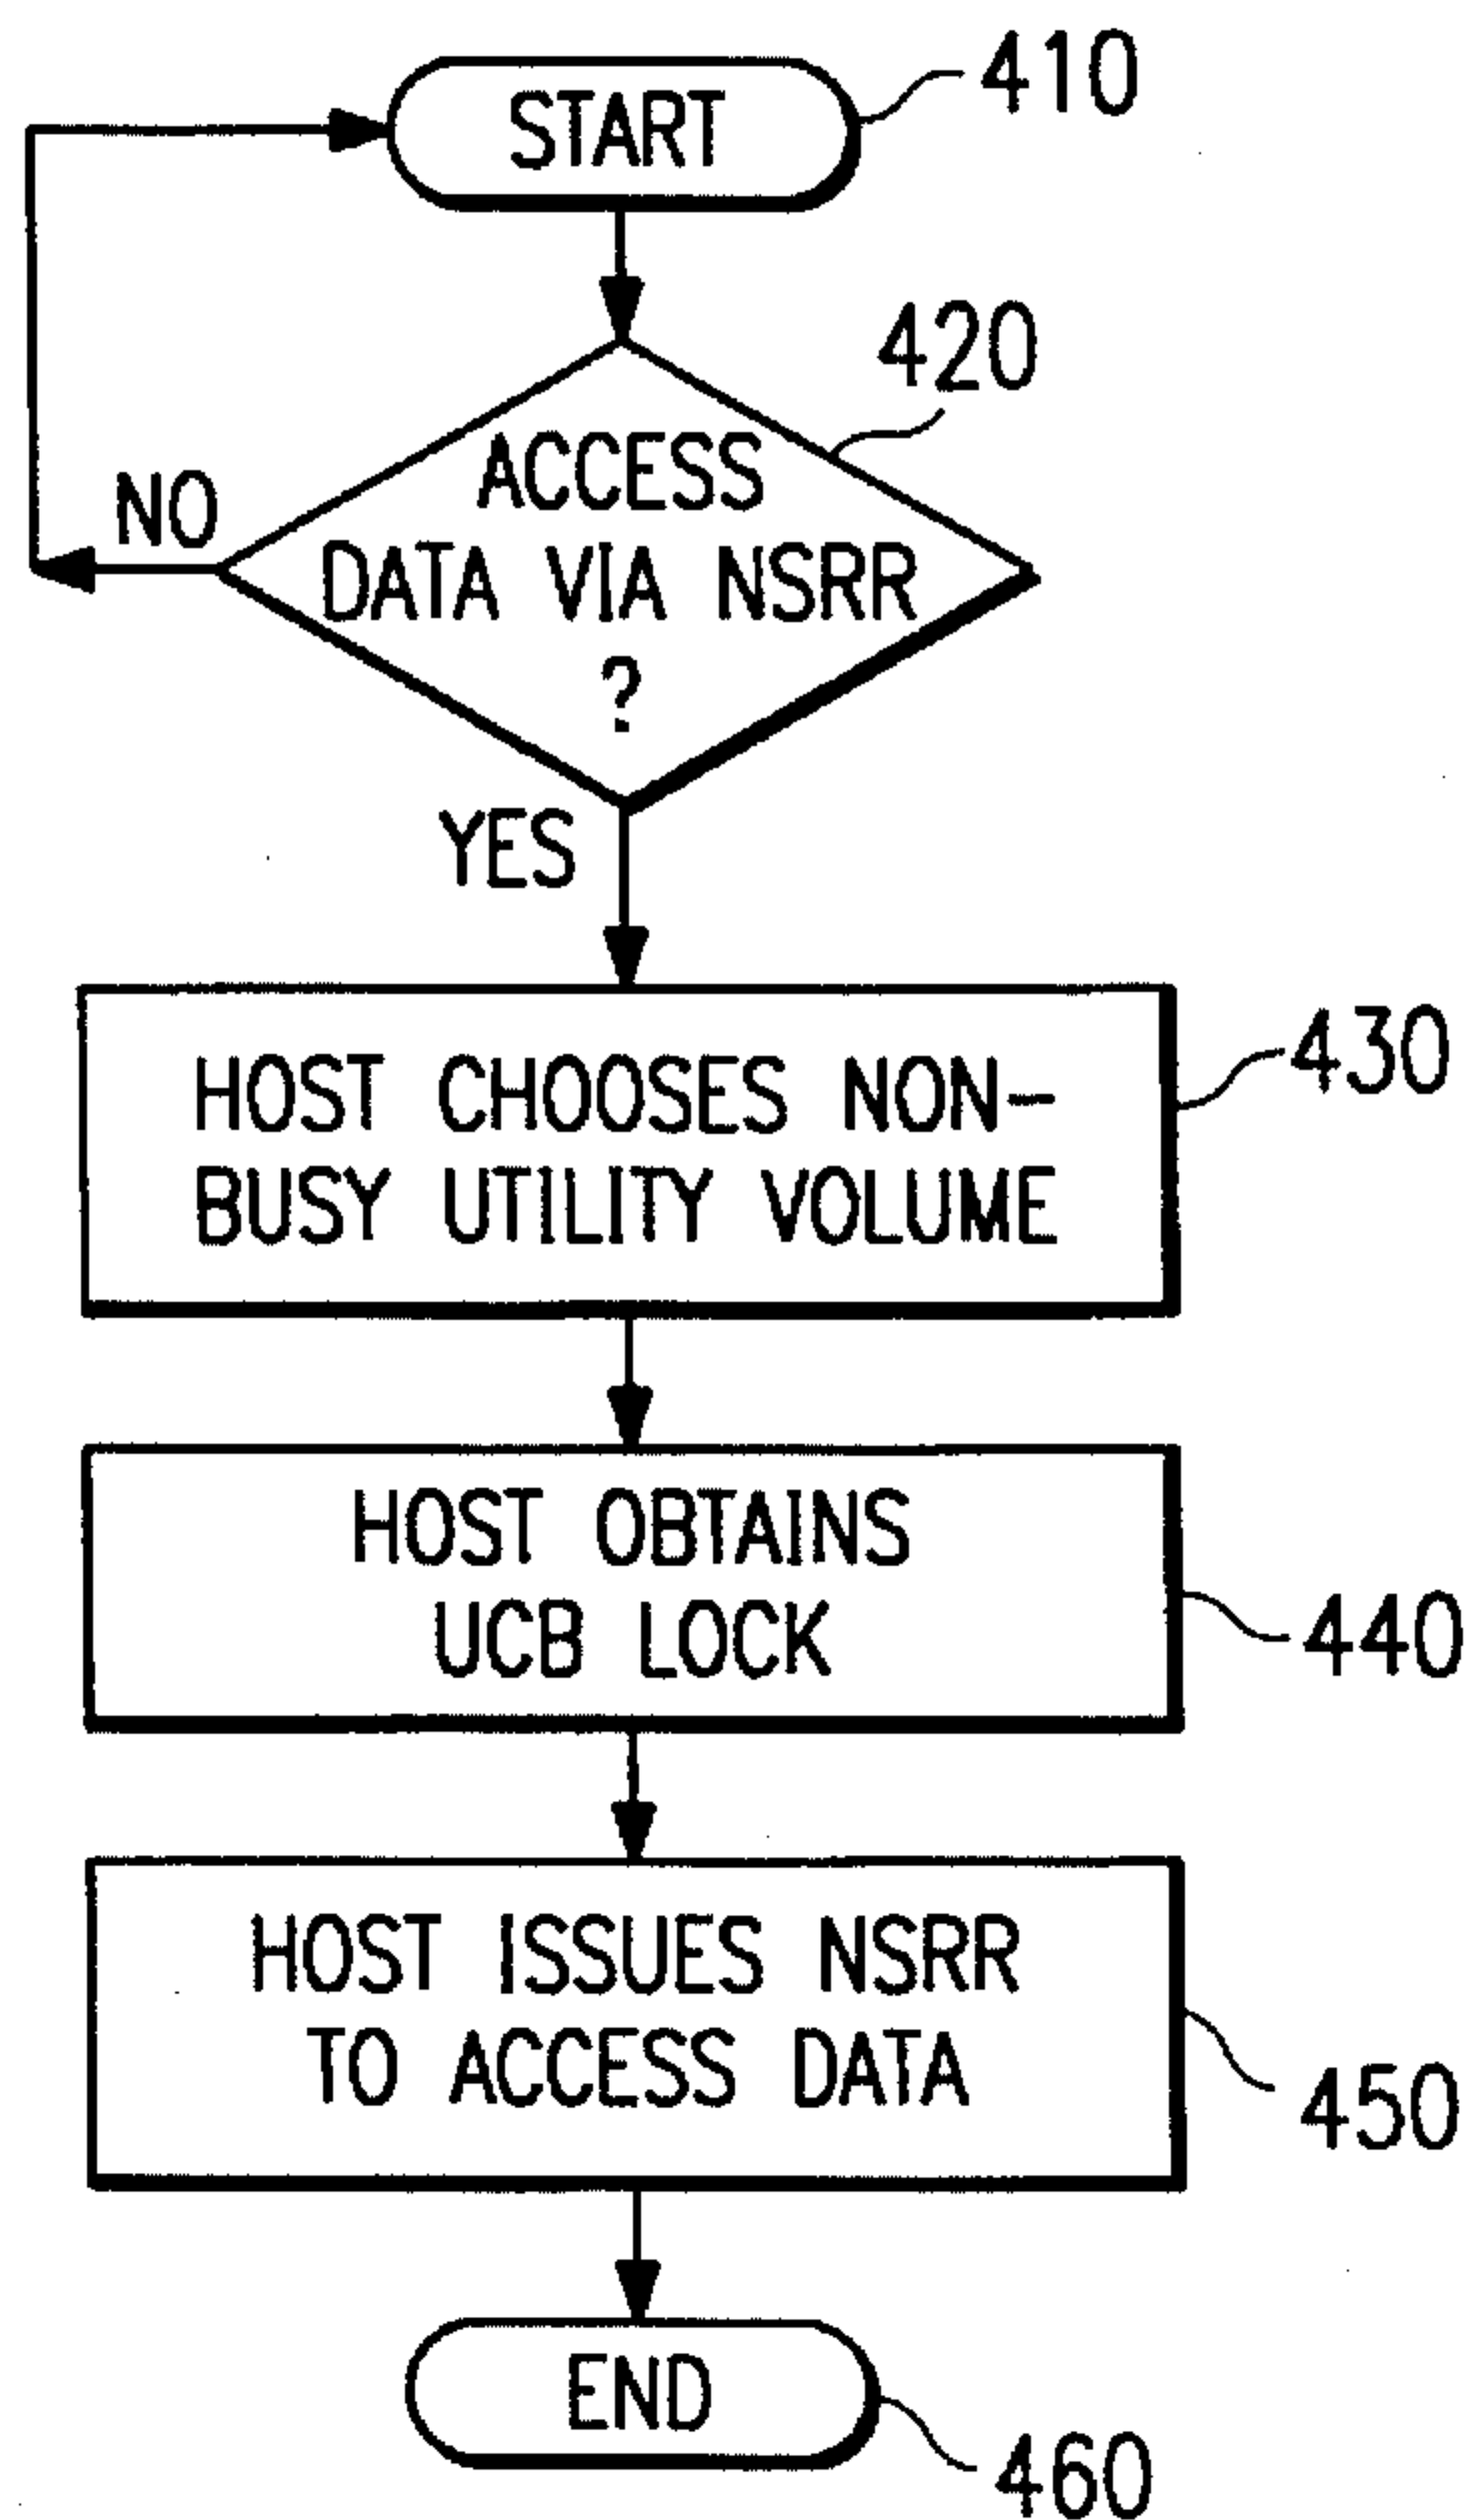 START
410
420
ACCESS
DATA VIA NSRR
?
NO
YES
HOST CHOOSES NON-
BUSY UTILITY VOLUME
430
HOST OBTAINS
UCB LOCK
440
HOST ISSUES NSRR
TO ACCESS DATA
450
END
460